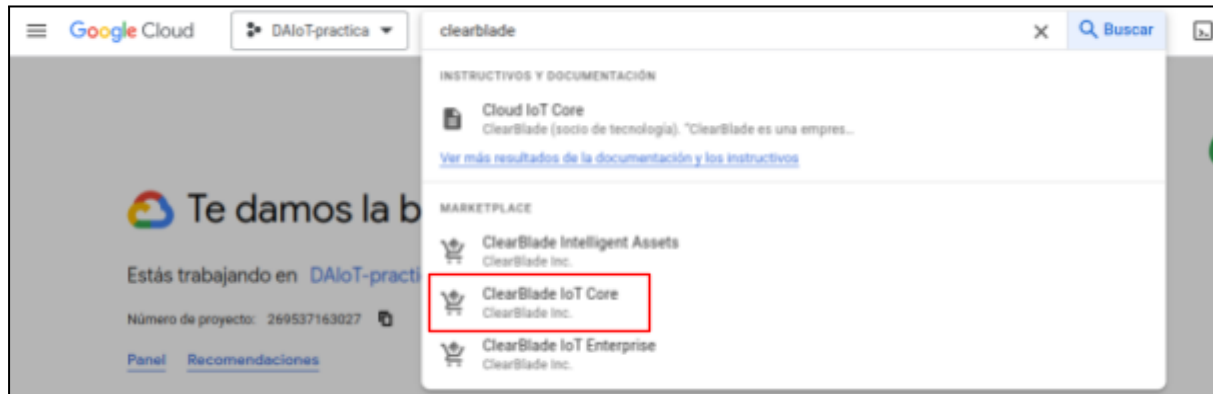 Google Cloud
DAIoT-practica
clearblade
Buscar
INSTRUCTIVOS Y DOCUMENTACIÓN
Cloud IoT Core
ClearBlade (socio de tecnología). "ClearBlade es una empres...
Ver más resultados de la documentación y los instructivos
Te damos la b
MARKETPLACE
ClearBlade Intelligent Assets
ClearBlade Inc.
Estás trabajando en DAIoT-practi
ClearBlade IoT Core
ClearBlade Inc.
Número de proyecto: 269537163027
ClearBlade IoT Enterprise
ClearBlade Inc.
Panel Recomendaciones